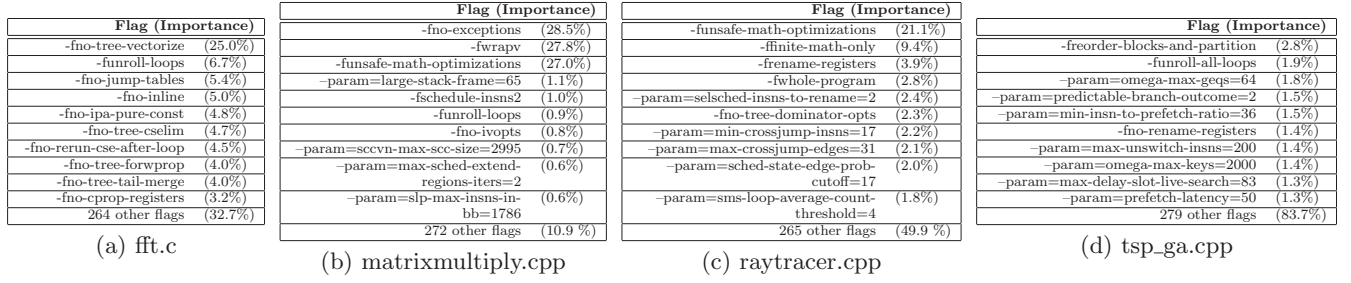 Flag (Importance)
-fno-tree-vectorize (25.0%)
-funroll-loops (6.7%)
-fno-jump-tables (5.4%)
-fno-inline (5.0%)
-fno-ipa-pure-const (4.8%)
-fno-tree-cselim (4.7%)
-fno-rerun-cse-after-loop (4.5%)
-fno-tree-forwprop (4.0%)
-fno-tree-tail-merge (4.0%)
-fno-cprop-registers (3.2%)
264 other flags (32.7%)
(a) fft.c
Flag (Importance)
-fno-exceptions (28.5%)
-fwrapv (27.8%)
-funsafe-math-optimizations (27.0%)
–param=large-stack-frame=65 (1.1%)
-fschedule-insns2 (1.0%)
-funroll-loops (0.9%)
-fno-ivopts (0.8%)
–param=sccvn-max-scc-size=2995 (0.7%)
–param=max-sched-extend- (0.6%)
regions-iters=2
–param=slp-max-insns-in- (0.6%)
bb=1786
272 other flags (10.9 %)
(b) matrixmultiply.cpp
Flag (Importance)
-funsafe-math-optimizations (21.1%)
-ffinite-math-only (9.4%)
-frename-registers (3.9%)
-fwhole-program (2.8%)
–param=selsched-insns-to-rename=2 (2.4%)
-fno-tree-dominator-opts (2.3%)
–param=min-crossjump-insns=17 (2.2%)
–param=max-crossjump-edges=31 (2.1%)
–param=sched-state-edge-prob- (2.0%)
cutoff=17
–param=sms-loop-average-count- (1.8%)
threshold=4
265 other flags (49.9 %)
(c) raytracer.cpp
Flag (Importance)
-freorder-blocks-and-partition (2.8%)
-funroll-all-loops (1.9%)
–param=omega-max-geqs=64 (1.8%)
–param=predictable-branch-outcome=2 (1.5%)
–param=min-insn-to-prefetch-ratio=36 (1.5%)
-fno-rename-registers (1.4%)
–param=max-unswitch-insns=200 (1.4%)
–param=omega-max-keys=2000 (1.4%)
–param=max-delay-slot-live-search=83 (1.3%)
–param=prefetch-latency=50 (1.3%)
279 other flags (83.7%)
(d) tsp_ga.cpp